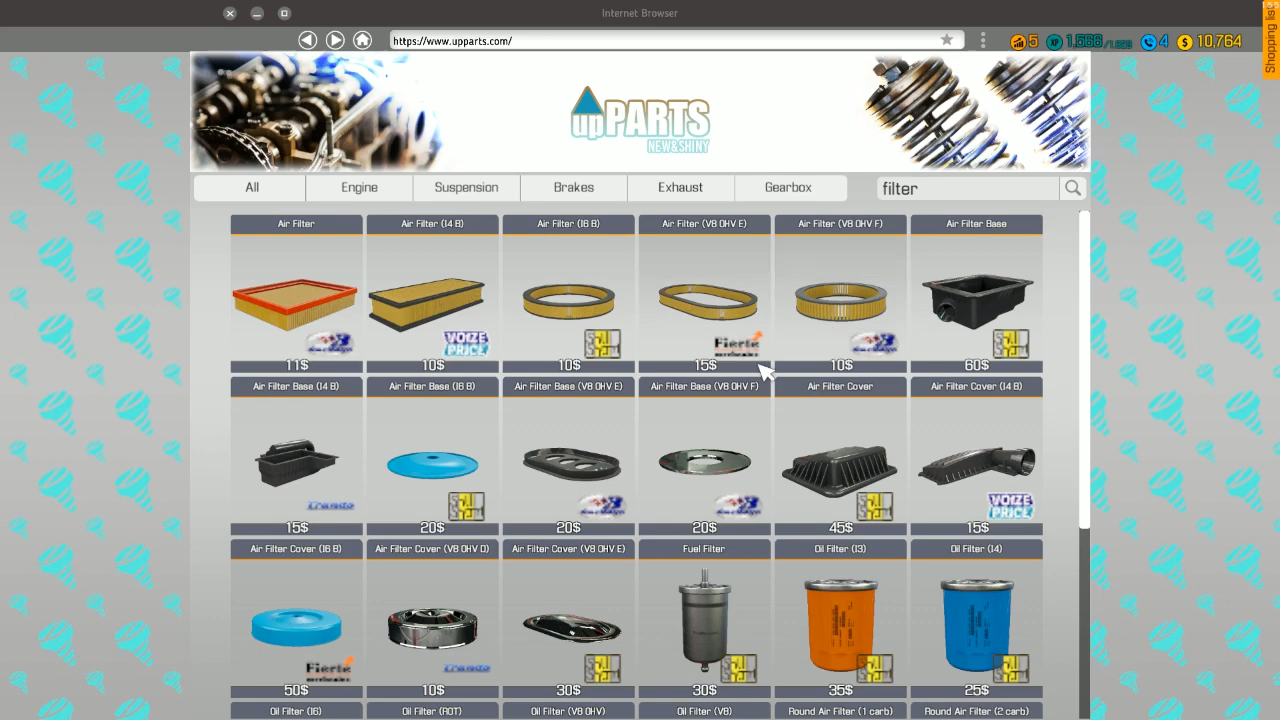 Internet Browser
https://www.upparts.com/
5
1,566/1,628
4
$ 10,764
Shopping list
upPARTS
NEW&SHINY
All
Engine
Suspension
Brakes
Exhaust
Gearbox
filter
Air Filter
Air Filter (I4 B)
Air Filter (I6 B)
Air Filter (V8 OHV E)
Air Filter (V8 OHV F)
Air Filter Base
VOIZE PRICE
Fierte
11$
10$
10$
15$
10$
60$
Air Filter Base (I4 B)
Air Filter Base (I6 B)
Air Filter Base (V8 OHV E)
Air Filter Base (V8 OHV F)
Air Filter Cover
Air Filter Cover (I4 B)
VOIZE PRICE
15$
20$
20$
20$
45$
15$
Air Filter Cover (I6 B)
Air Filter Cover (V8 OHV D)
Air Filter Cover (V8 OHV E)
Fuel Filter
Oil Filter (I3)
Oil Filter (I4)
Fierte
50$
10$
30$
30$
35$
25$
Oil Filter (I6)
Oil Filter (ROT)
Oil Filter (V8 OHV)
Oil Filter (V8)
Round Air Filter (1 carb)
Round Air Filter (2 carb)